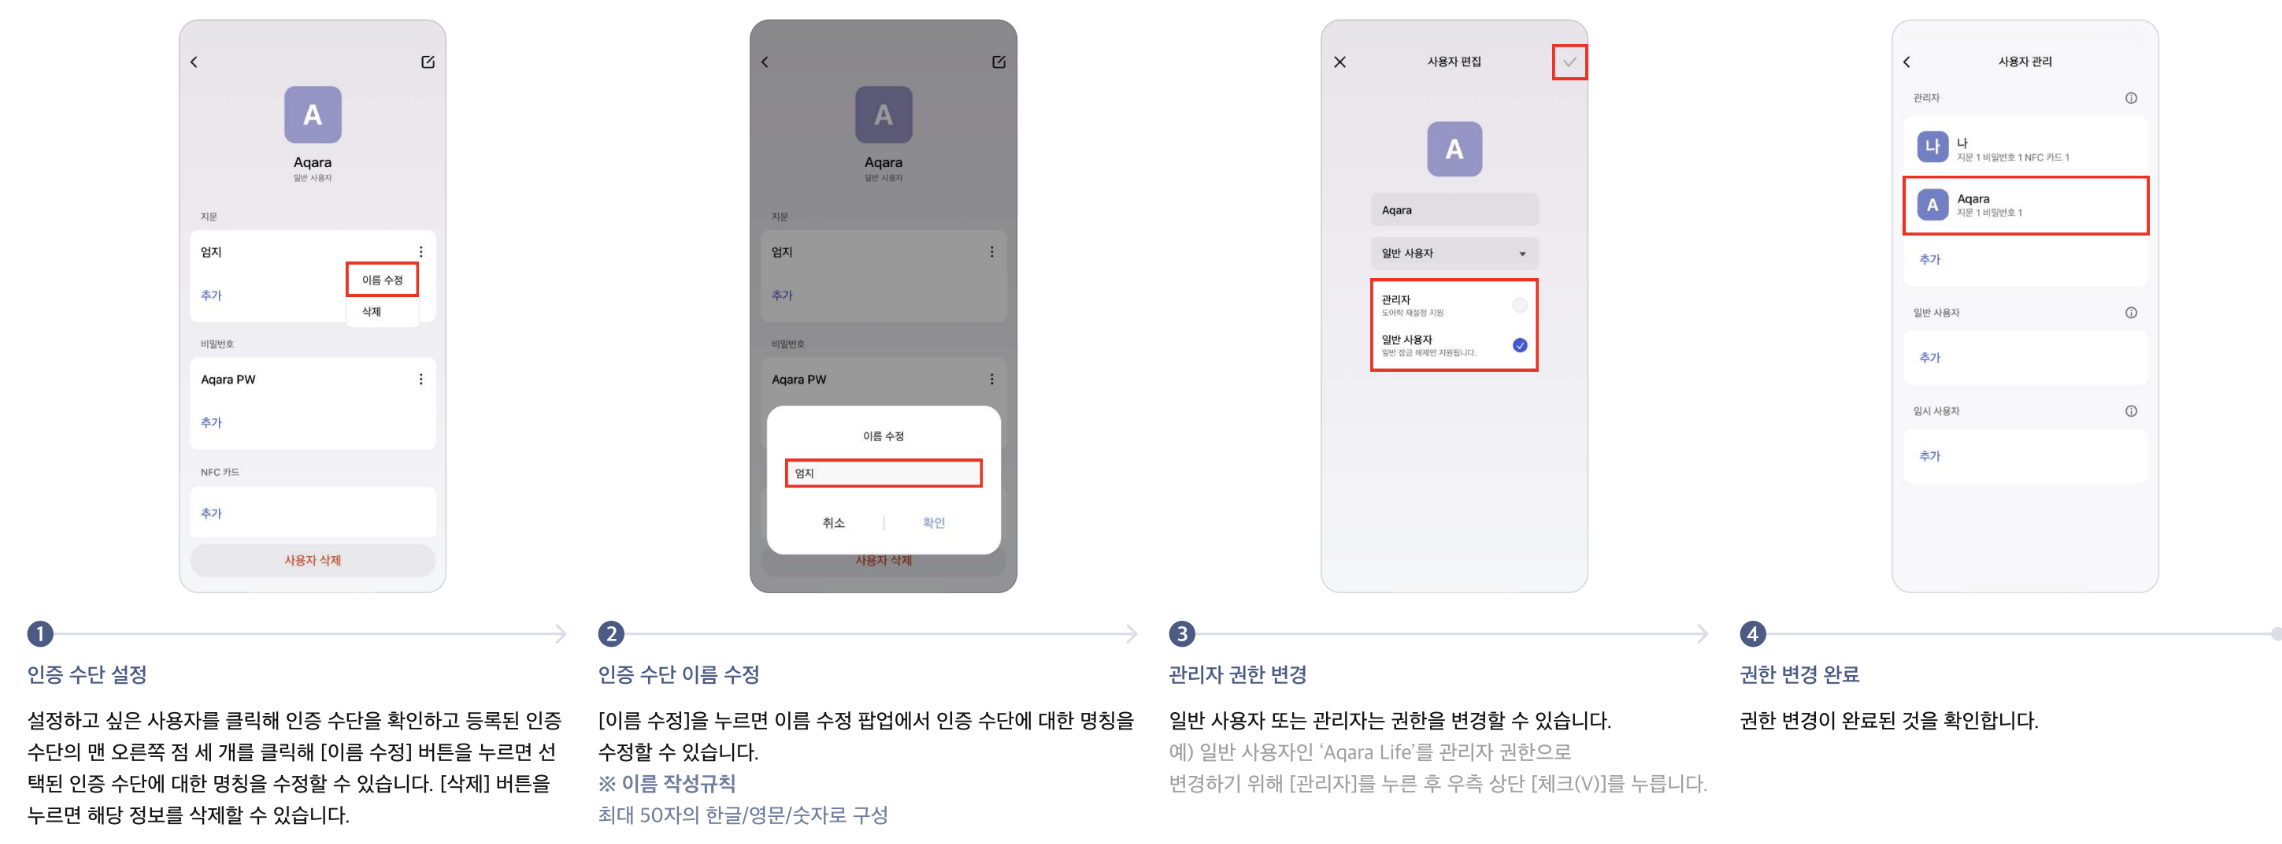 A
Aqara
일반 사용자
지문
엄지
이름 수정
추가
삭제
비밀번호
Aqara PW
추가
NFC 카드
추가
사용자 삭제
A
Aqara
일반 사용자
지문
엄지
추가
비밀번호
Aqara PW
이름 수정
엄지
취소
확인
사용자 삭제
사용자 편집
A
Aqara
일반 사용자
관리자
도어락 재설정 지원
일반 사용자
일반 잠금 해제만 지원됩니다.
사용자 관리
관리자
나 나
지문 1 비밀번호 1 NFC 카드 1
A Aqara
지문 1 비밀번호 1
추가
일반 사용자
추가
임시 사용자
추가
1
인증 수단 설정
설정하고 싶은 사용자를 클릭해 인증 수단을 확인하고 등록된 인증
수단의 맨 오른쪽 점 세 개를 클릭해 [이름 수정] 버튼을 누르면 선
택된 인증 수단에 대한 명칭을 수정할 수 있습니다. [삭제] 버튼을
누르면 해당 정보를 삭제할 수 있습니다.
2
인증 수단 이름 수정
[이름 수정]을 누르면 이름 수정 팝업에서 인증 수단에 대한 명칭을
수정할 수 있습니다.
※ 이름 작성규칙
최대 50자의 한글/영문/숫자로 구성
3
관리자 권한 변경
일반 사용자 또는 관리자는 권한을 변경할 수 있습니다.
예) 일반 사용자인 ‘Aqara Life’를 관리자 권한으로
변경하기 위해 [관리자]를 누른 후 우측 상단 [체크(V)]를 누릅니다.
4
권한 변경 완료
권한 변경이 완료된 것을 확인합니다.